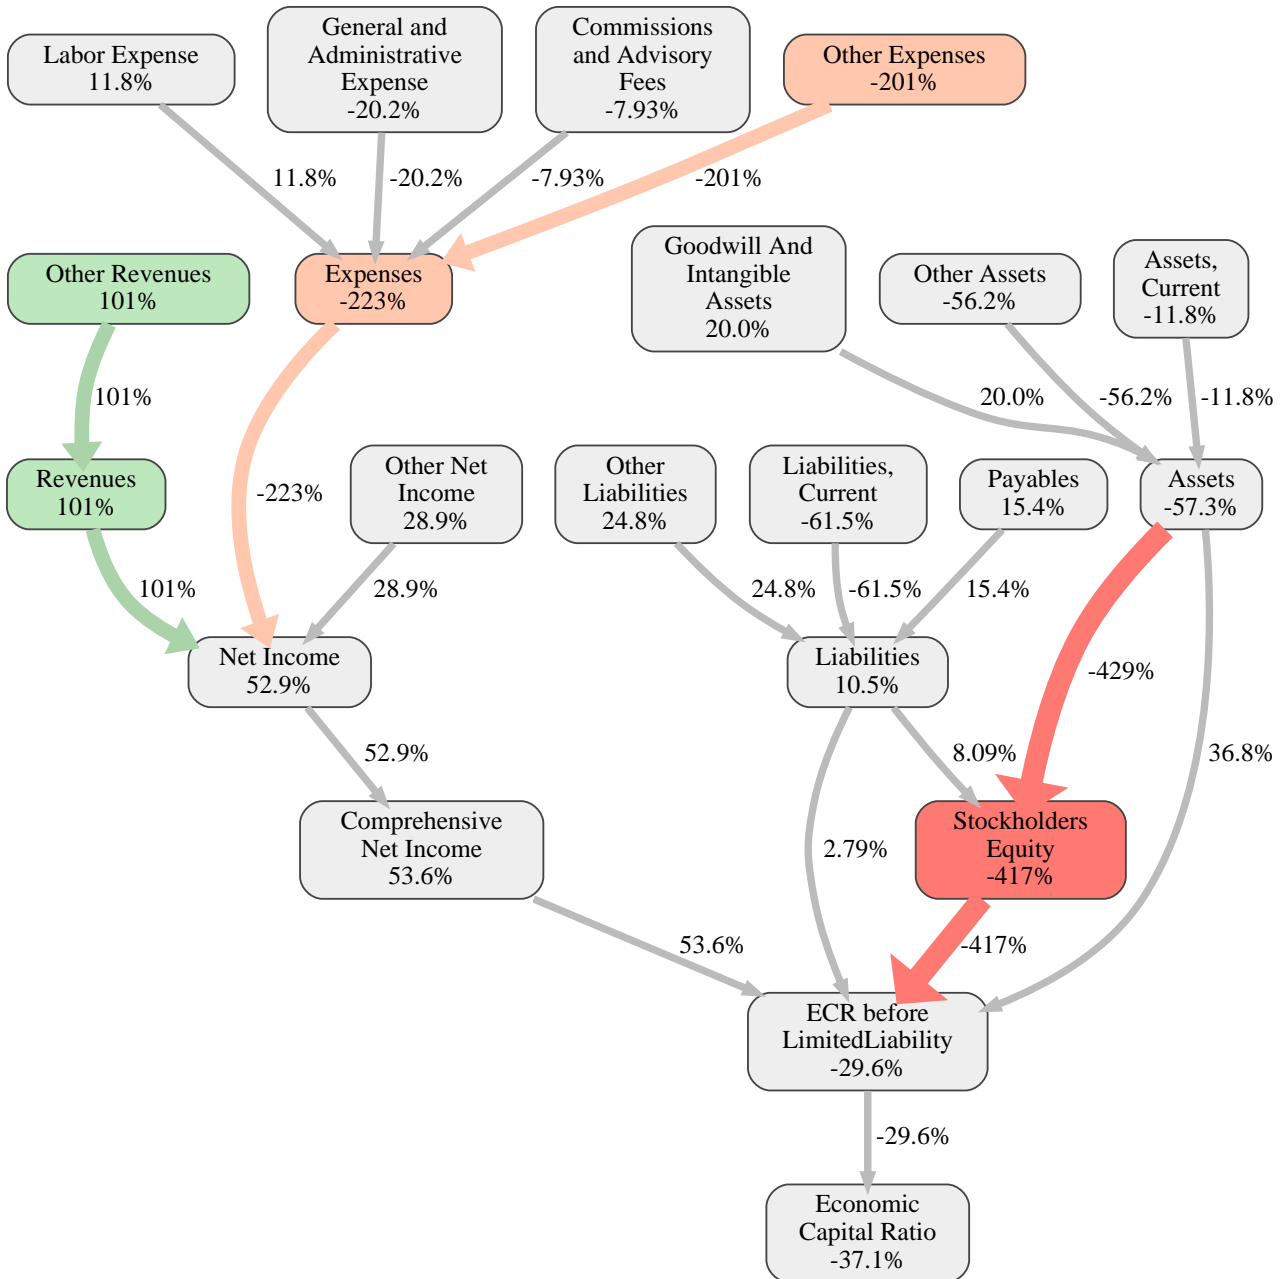 Labor Expense
11.8%
General and
Administrative
Expense
-20.2%
Commissions
and Advisory
Fees
-7.93%
Other Expenses
-201%
11.8%
-20.2%
-7.93%
-201%
Other Revenues
101%
Expenses
-223%
Goodwill And
Intangible
Assets
20.0%
Other Assets
-56.2%
Assets,
Current
-11.8%
101%
20.0%
-56.2%
-11.8%
Revenues
101%
-223%
Other Net
Income
28.9%
Other
Liabilities
24.8%
Liabilities,
Current
-61.5%
Payables
15.4%
Assets
-57.3%
101%
28.9%
24.8%
-61.5%
15.4%
Net Income
52.9%
Liabilities
10.5%
-429%
52.9%
8.09%
36.8%
Comprehensive
Net Income
53.6%
2.79%
Stockholders
Equity
-417%
53.6%
-417%
ECR before
LimitedLiability
-29.6%
-29.6%
Economic
Capital Ratio
-37.1%